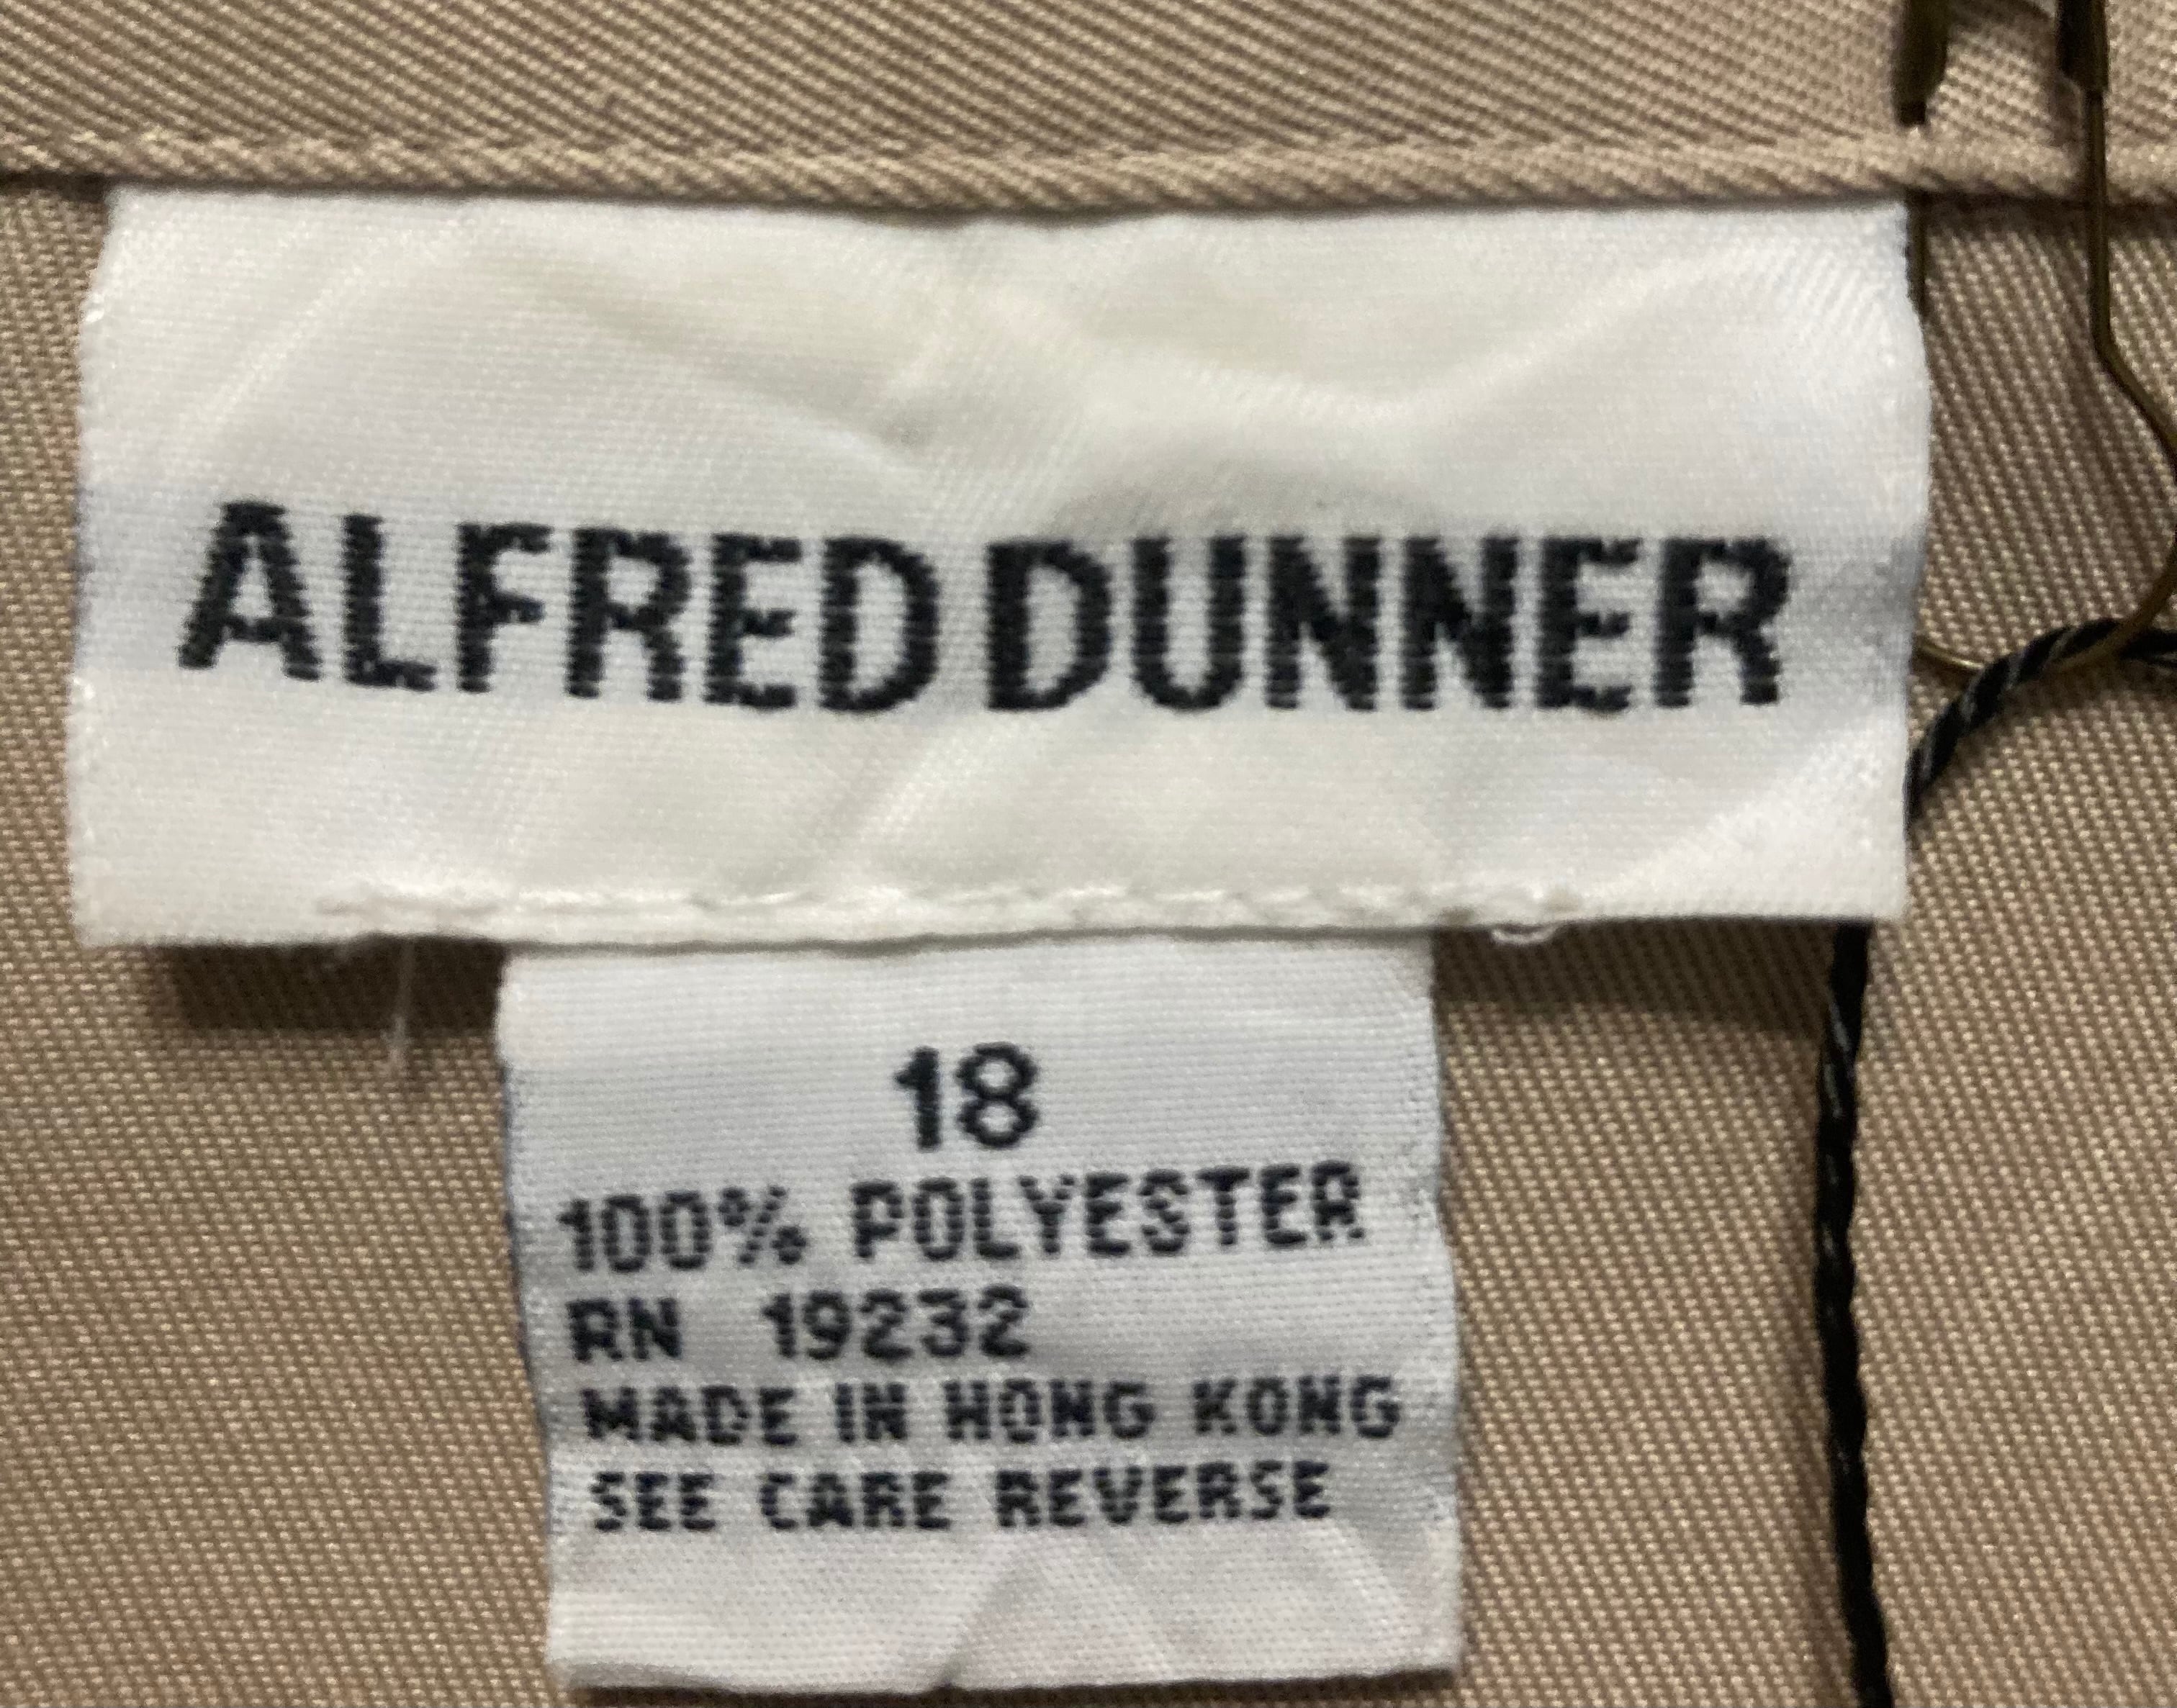 ALFRED DUNNER
18
100% POLYESTER
RN 19232
MADE IN HONG KONG
SEE CARE REVERSE